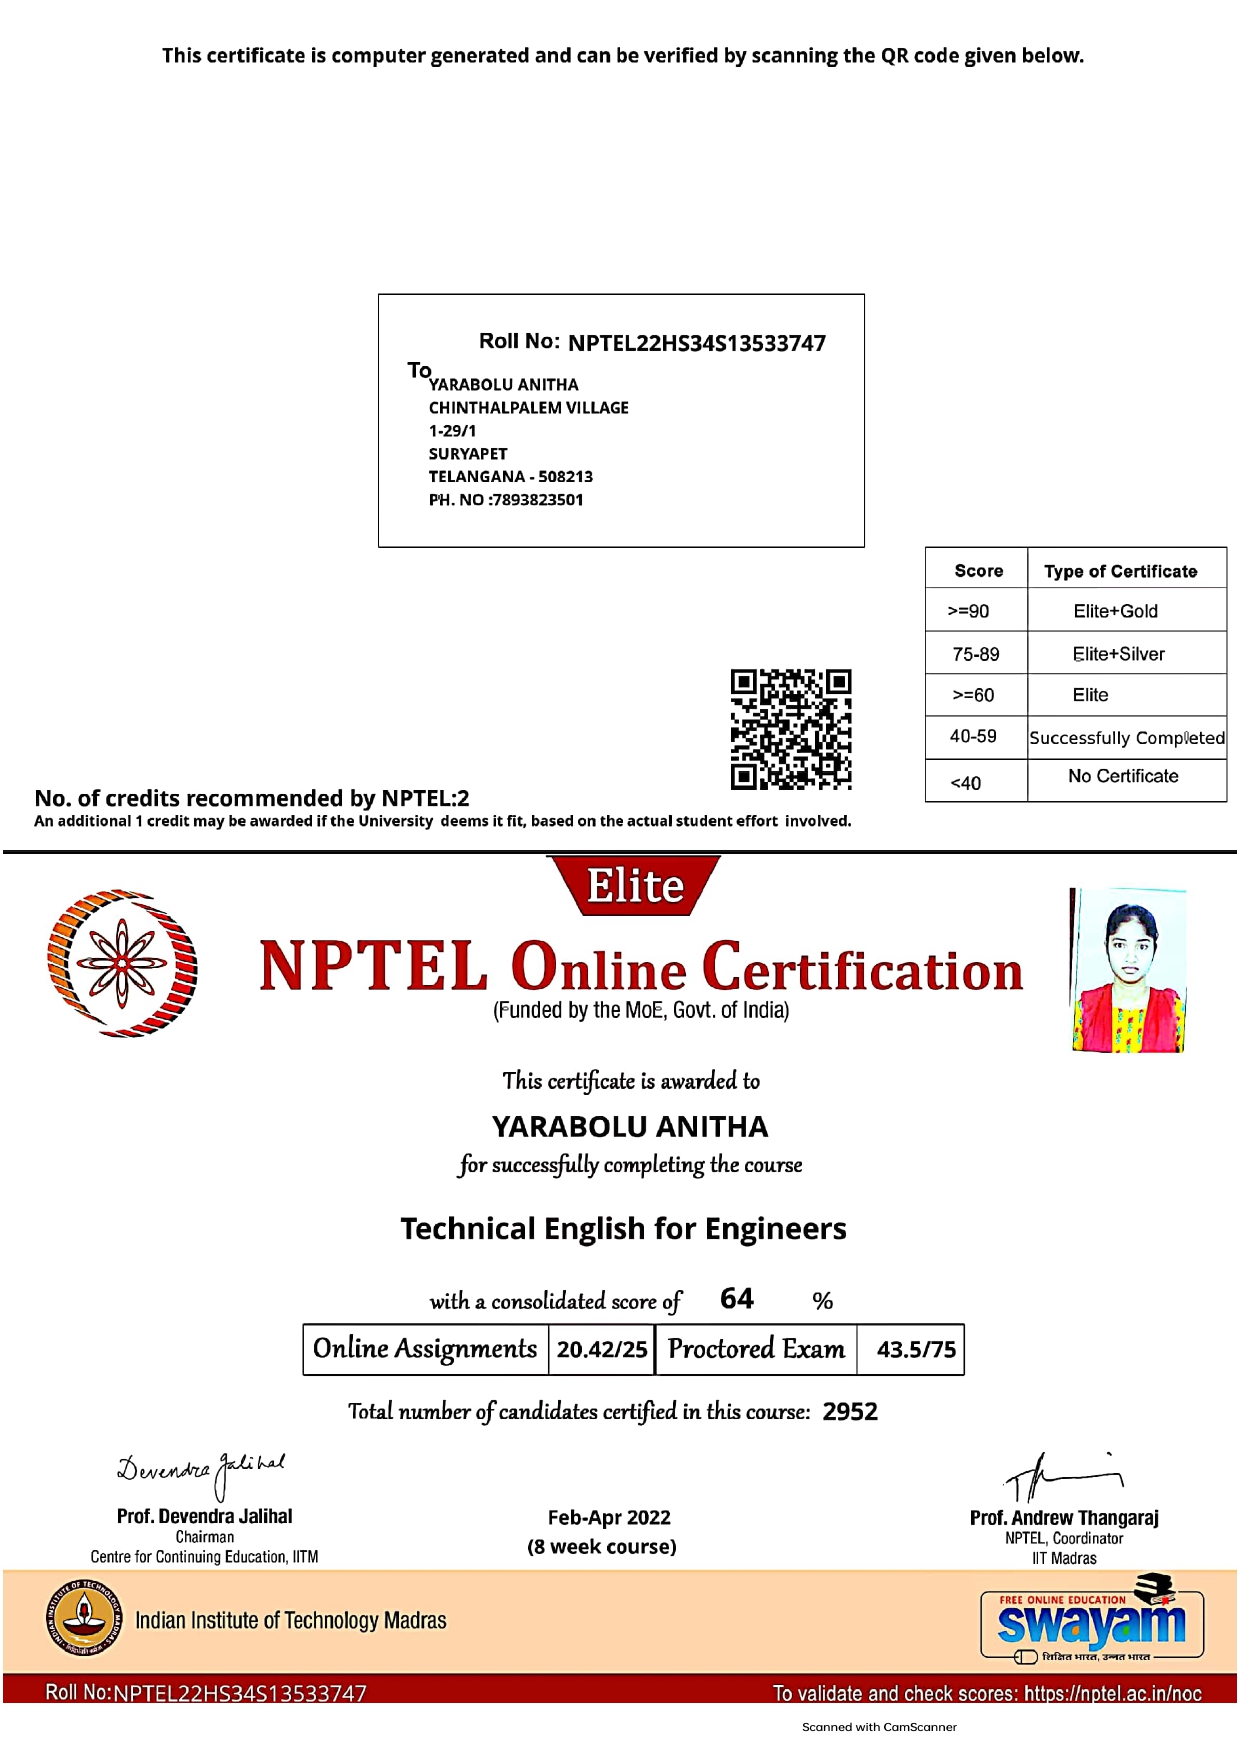 This certificate is computer generated and can be verified by scanning the QR code given below.
Roll No: NPTEL22HS34S13533747
To
YARABOLU ANITHA
CHINTHALPALEM VILLAGE
1-29/1
SURYAPET
TELANGANA - 508213
PH. NO :7893823501
Score Type of Certificate
>=90 Elite+Gold
75-89 Elite+Silver
>=60 Elite
40-59 Successfully Completed
<40 No Certificate
No. of credits recommended by NPTEL:2
An additional 1 credit may be awarded if the University deems it fit, based on the actual student effort involved.
Elite
NPTEL Online Certification
(Funded by the MoE, Govt. of India)
This certificate is awarded to
YARABOLU ANITHA
for successfully completing the course
Technical English for Engineers
with a consolidated score of 64 %
Online Assignments 20.42/25 Proctored Exam 43.5/75
Total number of candidates certified in this course: 2952
Devendra Jalihal
Prof. Devendra Jalihal
Chairman
Centre for Continuing Education, IITM
Feb-Apr 2022
(8 week course)
Prof. Andrew Thangaraj
NPTEL, Coordinator
IIT Madras
INDIAN INSTITUTE OF TECHNOLOGY MADRAS
Indian Institute of Technology Madras
FREE ONLINE EDUCATION
swayam
शिक्षित भारत, उन्नत भारत
Roll No:NPTEL22HS34S13533747
To validate and check scores: https://nptel.ac.in/noc
Scanned with CamScanner